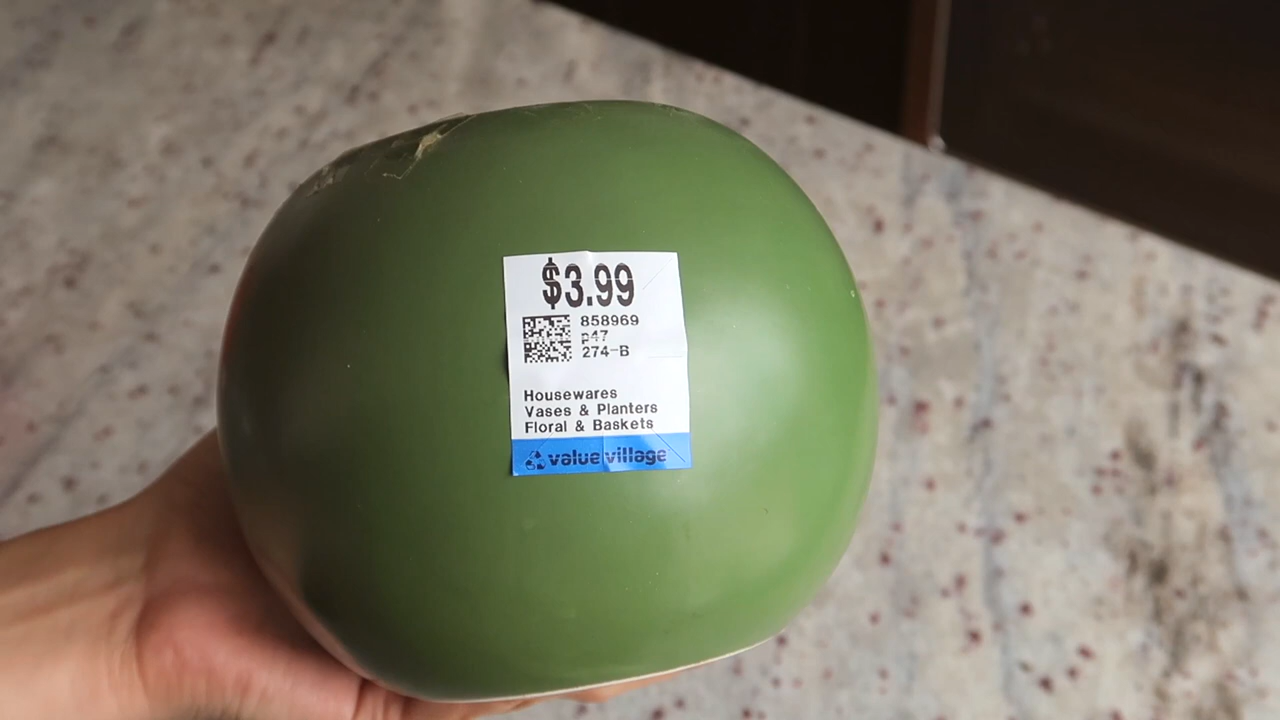 $3.99
858969
p47
274-B
Housewares
Vases & Planters
Floral & Baskets
value village